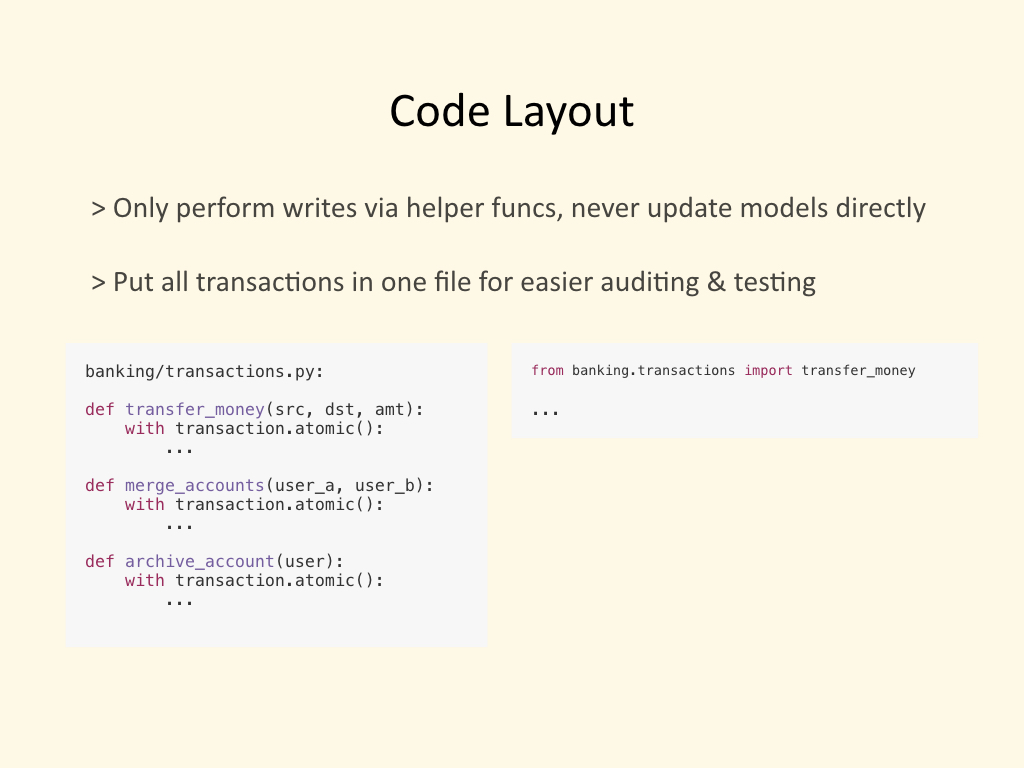 Code Layout
> Only perform writes via helper funcs, never update models directly
> Put all transactions in one file for easier auditing & testing
banking/transactions.py:
def transfer_money(src, dst, amt):
    with transaction.atomic():
        ...
def merge_accounts(user_a, user_b):
    with transaction.atomic():
        ...
def archive_account(user):
    with transaction.atomic():
        ...
from banking.transactions import transfer_money
...